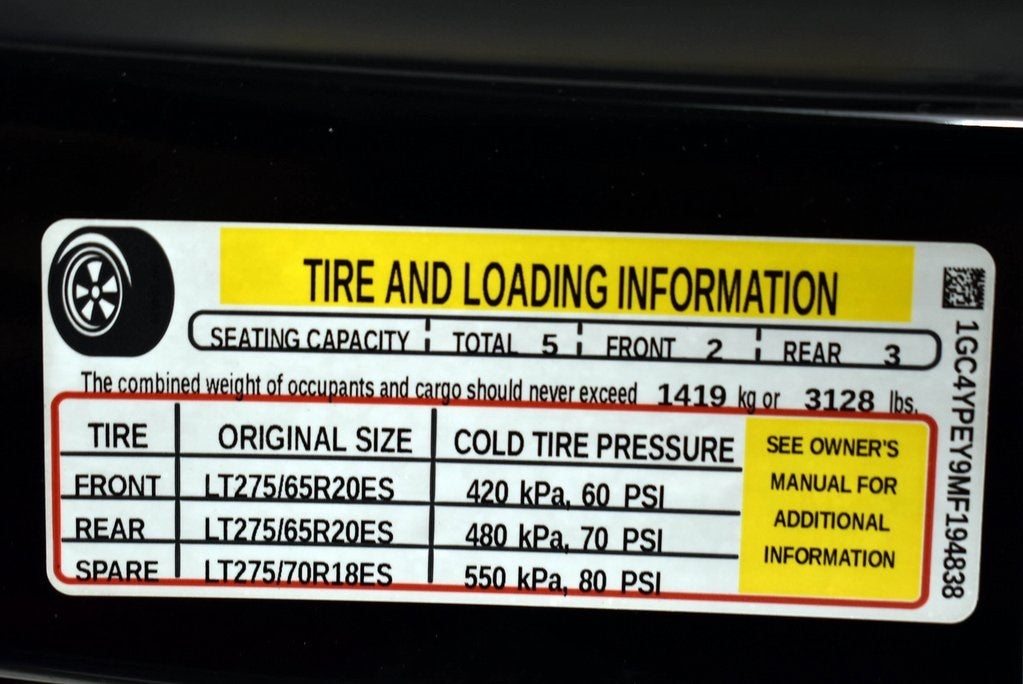 TIRE AND LOADING INFORMATION
SEATING CAPACITY TOTAL 5 FRONT 2 REAR 3
The combined weight of occupants and cargo should never exceed 1419 kg or 3128 lbs.
TIRE ORIGINAL SIZE COLD TIRE PRESSURE
FRONT LT275/65R20ES 420 kPa, 60 PSI
REAR LT275/65R20ES 480 kPa, 70 PSI
SPARE LT275/70R18ES 550 kPa, 80 PSI
SEE OWNER'S
MANUAL FOR
ADDITIONAL
INFORMATION
1GC4YPEY9MF194838